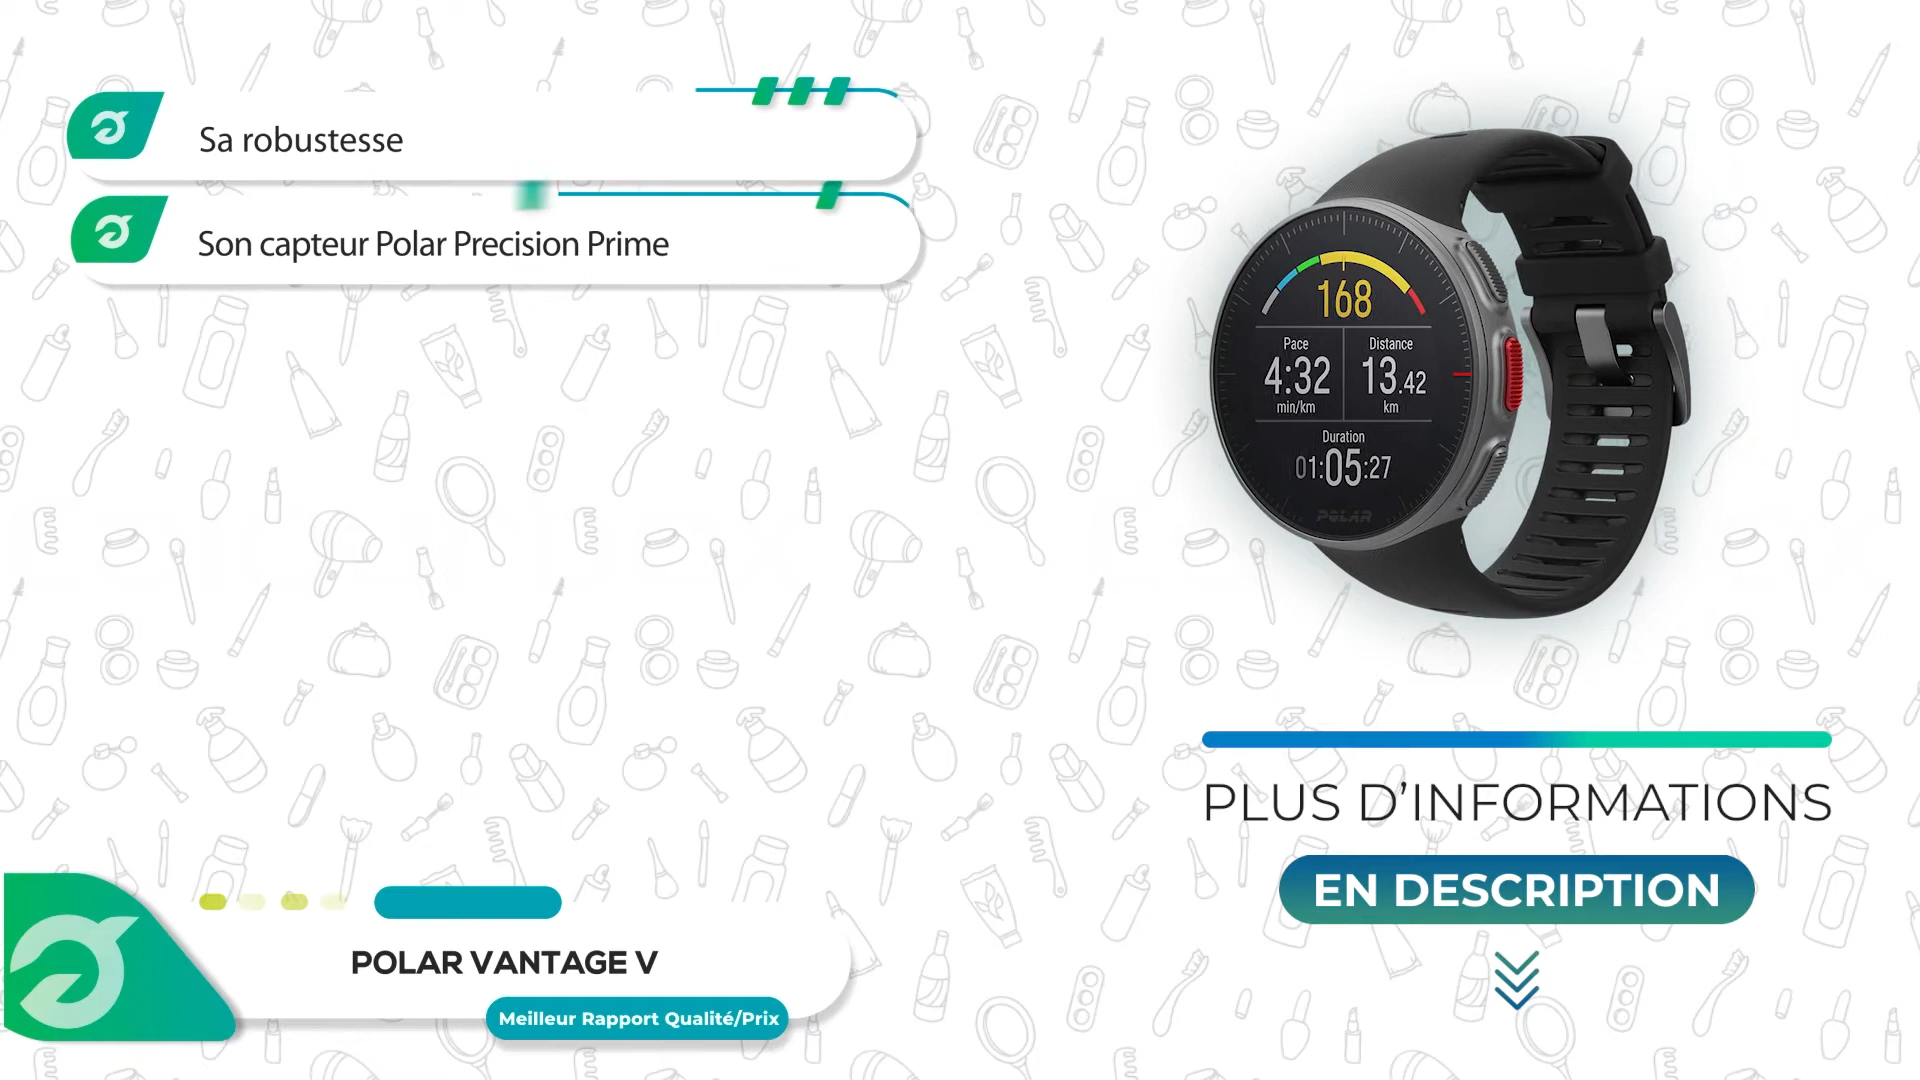 Sa robustesse
Son capteur Polar Precision Prime
168
Pace
Distance
4:32
13.42
min/km
km
Duration
01:05:27
POLAR
PLUS D’INFORMATIONS
EN DESCRIPTION
POLAR VANTAGE V
Meilleur Rapport Qualité/Prix